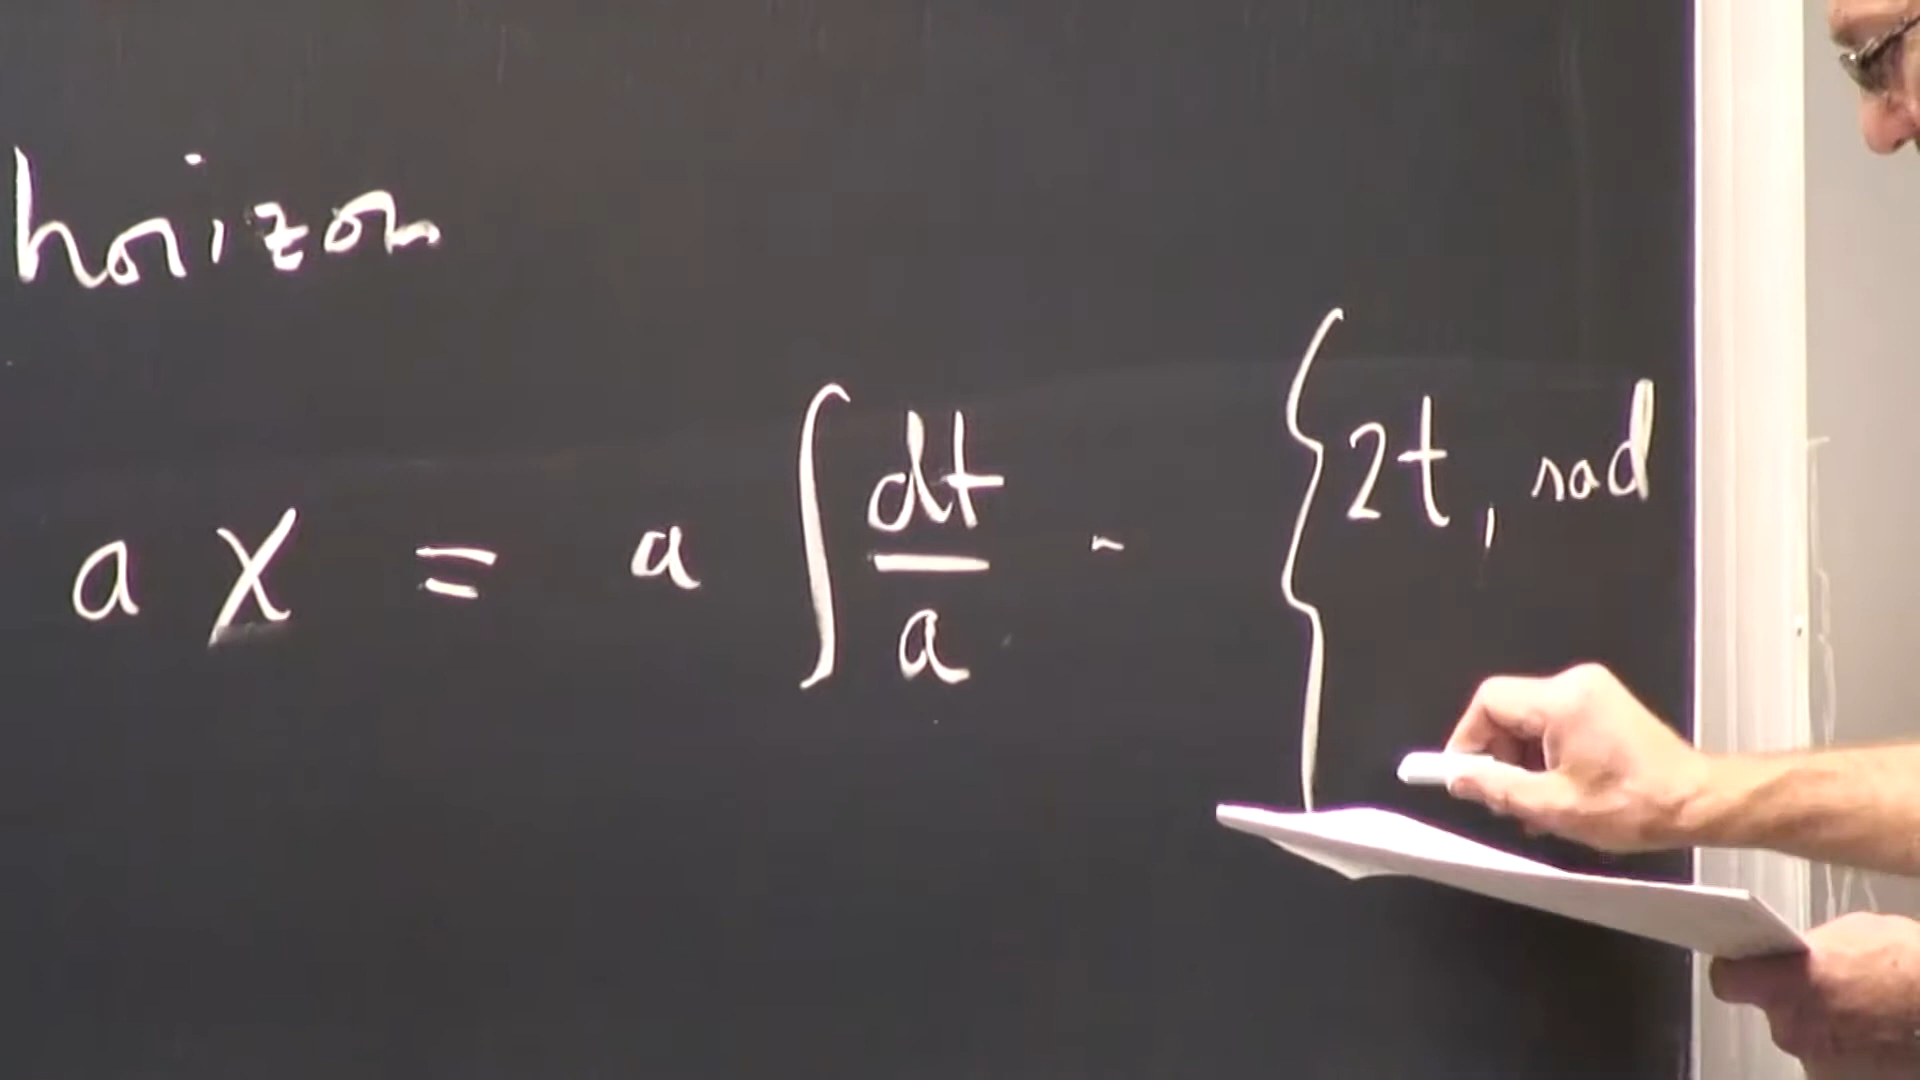 horizon
a χ = a ∫ dt/a ~ { 2t, rad